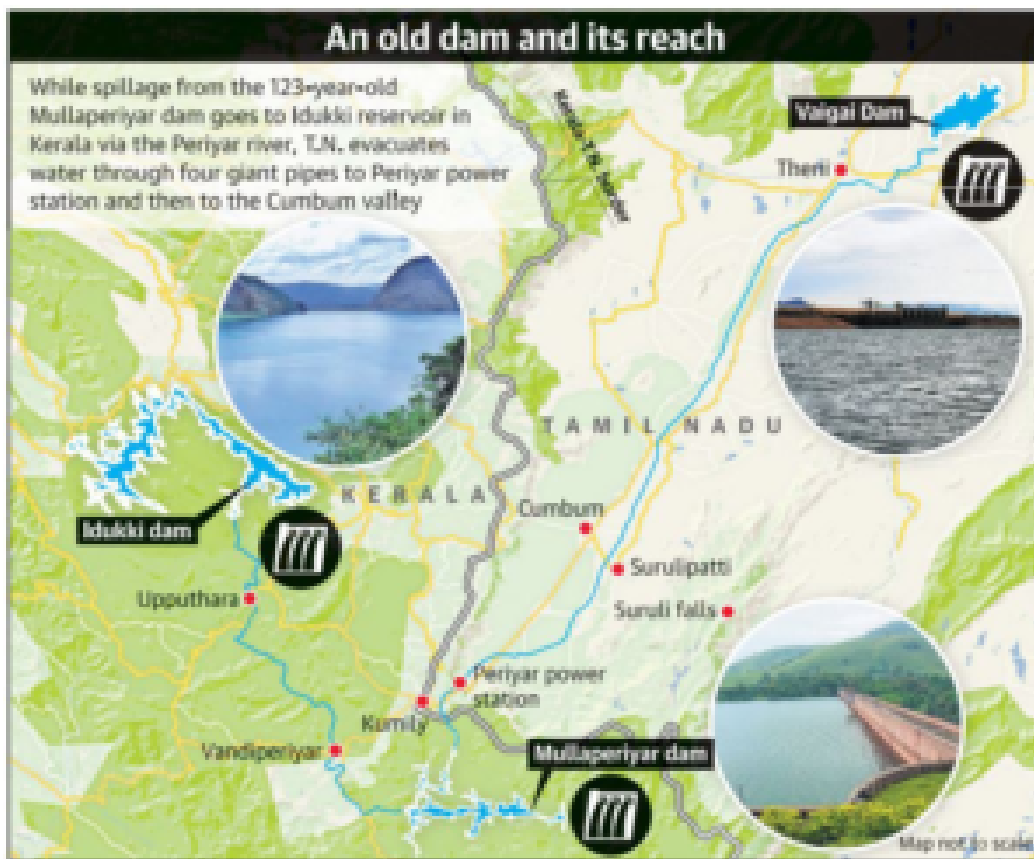 An old dam and its reach
While spillage from the 123-year-old
Mullaperiyar dam goes to Idukki reservoir in
Kerala via the Periyar river, T.N. evacuates
water through four giant pipes to Periyar power
station and then to the Cumbum valley
Kerala-T.N. border
Vaigai Dam
Theni
TAMIL NADU
KERALA
Idukki dam
Cumbum
Surulipatti
Upputhara
Suruli falls
Periyar power
station
Kumily
Vandiperiyar
Mullaperiyar dam
Map not to scale